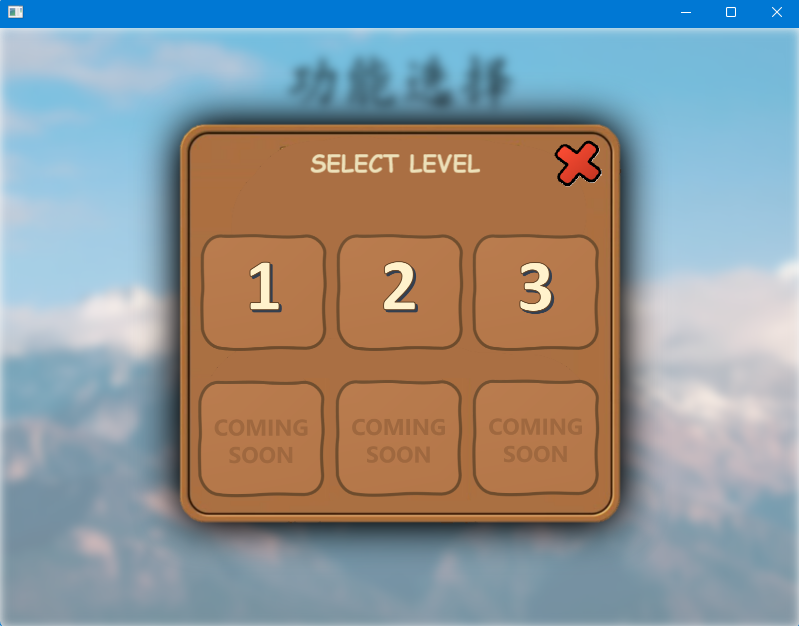 功能选择
SELECT LEVEL
1 2 3
COMING COMING COMING
SOON SOON SOON